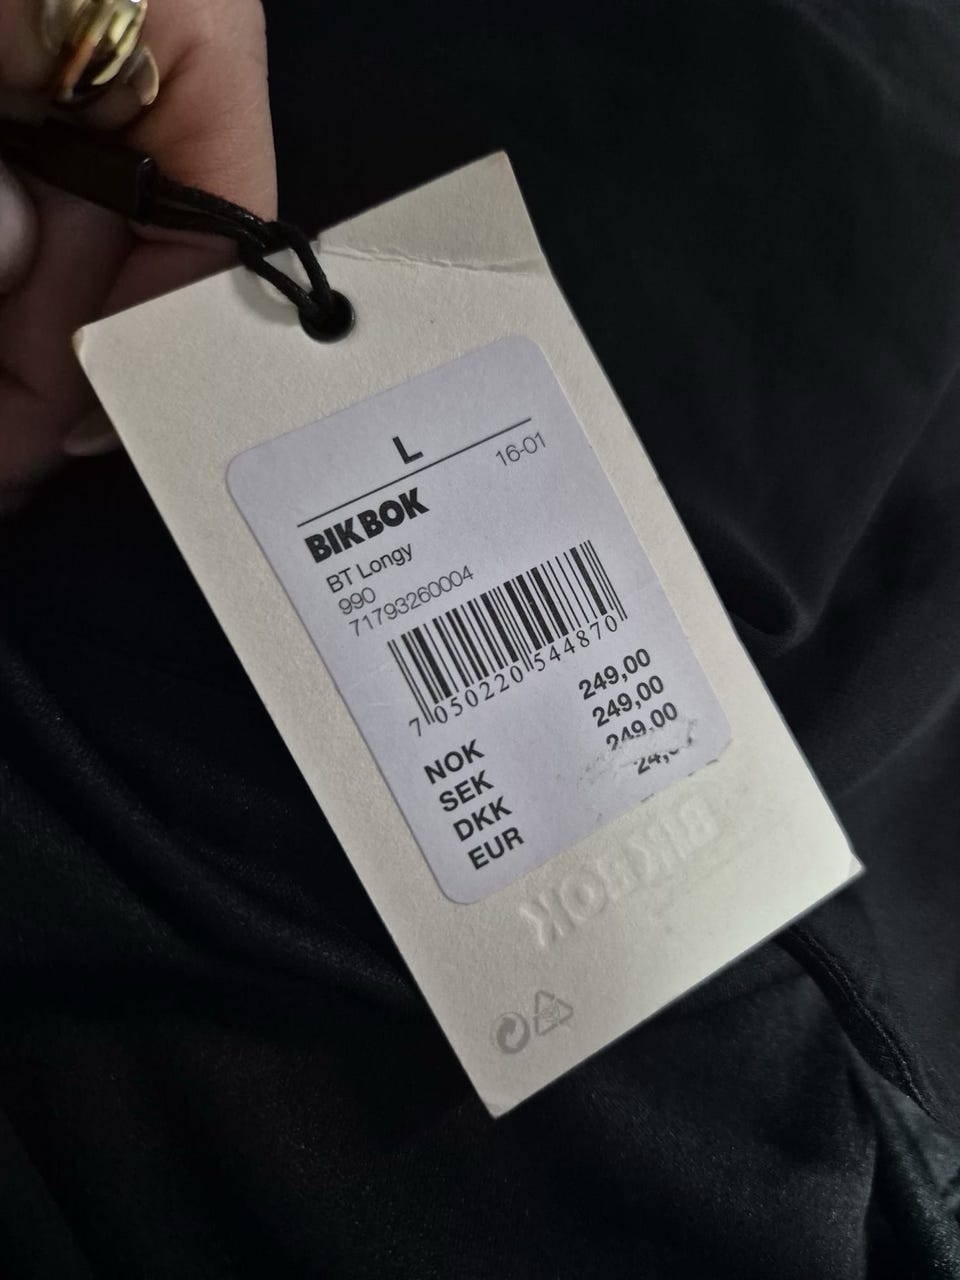 L
16-01
BIKBOK
BT Longy
990
71793260004
7 050220 544870
NOK 249,00
SEK 249,00
DKK 249,00
EUR
BIKBOK